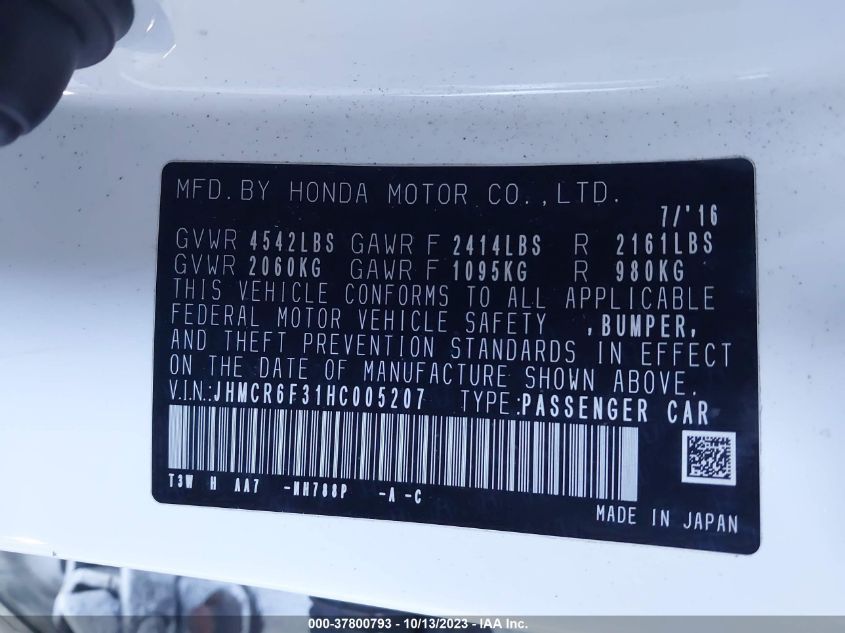 MFD.BY HONDA MOTOR CO.,LTD.
7/'16
GVWR 4542LBS GAWR F 2414LBS R 2161LBS
GVWR 2060KG GAWR F 1095KG R 980KG
THIS VEHICLE CONFORMS TO ALL APPLICABLE
FEDERAL MOTOR VEHICLE SAFETY ,BUMPER,
AND THEFT PREVENTION STANDARDS IN EFFECT
ON THE DATE OF MANUFACTURE SHOWN ABOVE.
V.IN:JHMCR6F31HC005207 TYPE:PASSENGER CAR
T3W H AA7 -NH788P -A -C
MADE IN JAPAN
000-37800793 - 10/13/2023 - IAA Inc.